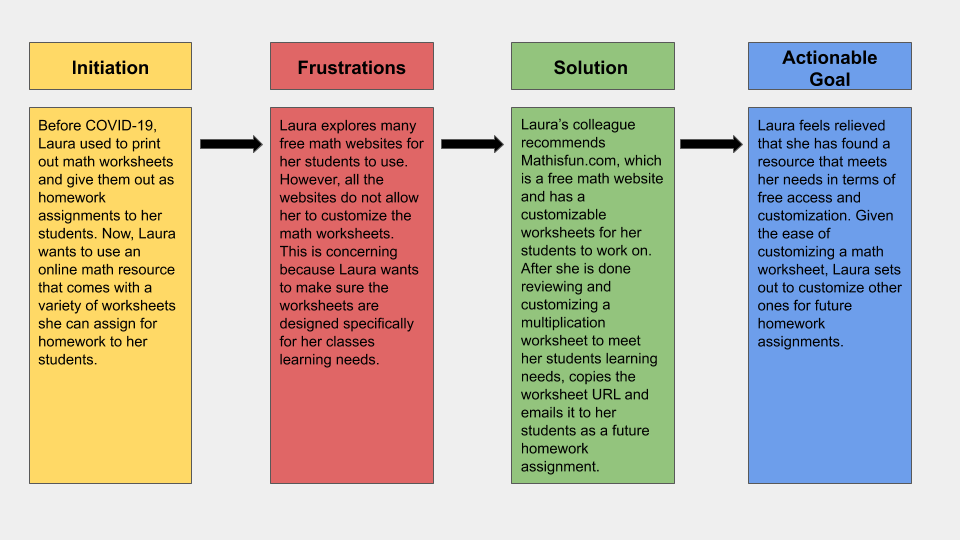 Initiation
Before COVID-19,
Laura used to print
out math worksheets
and give them out as
homework
assignments to her
students. Now, Laura
wants to use an
online math resource
that comes with a
variety of worksheets
she can assign for
homework to her
students.
Frustrations
Laura explores many
free math websites for
her students to use.
However, all the
websites do not allow
her to customize the
math worksheets.
This is concerning
because Laura wants
to make sure the
worksheets are
designed specifically
for her classes
learning needs.
Solution
Laura’s colleague
recommends
Mathisfun.com, which
is a free math website
and has a
customizable
worksheets for her
students to work on.
After she is done
reviewing and
customizing a
multiplication
worksheet to meet
her students learning
needs, copies the
worksheet URL and
emails it to her
students as a future
homework
assignment.
Actionable
Goal
Laura feels relieved
that she has found a
resource that meets
her needs in terms of
free access and
customization. Given
the ease of
customizing a math
worksheet, Laura sets
out to customize other
ones for future
homework
assignments.